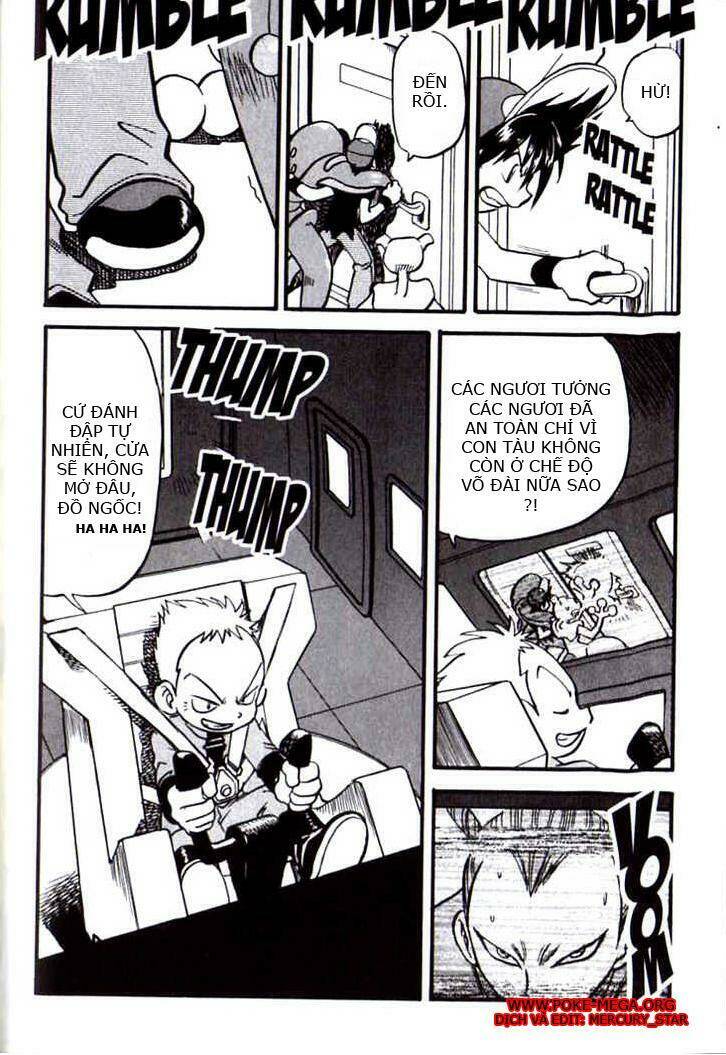 RUMBLE
RUMBLE
RUMBLE
HỪ!
RATTLE
RATTLE
ĐẾN
RỒI.
CÁC NGƯƠI TƯỞNG
CÁC NGƯƠI ĐÃ
AN TOÀN CHỈ VÌ
CON TÀU KHÔNG
CÒN Ở CHẾ ĐỘ
VÕ ĐÀI NỮA SAO
?!
THUMP
THUMP
CỨ ĐÁNH
ĐẬP TỰ
NHIÊN, CỬA
SẼ KHÔNG
MỞ ĐÂU,
ĐỒ NGỐC!
HA HA HA!
VOOM
WWW.POKE-MEGA.ORG
DỊCH VÀ EDIT: MERCURY_STAR